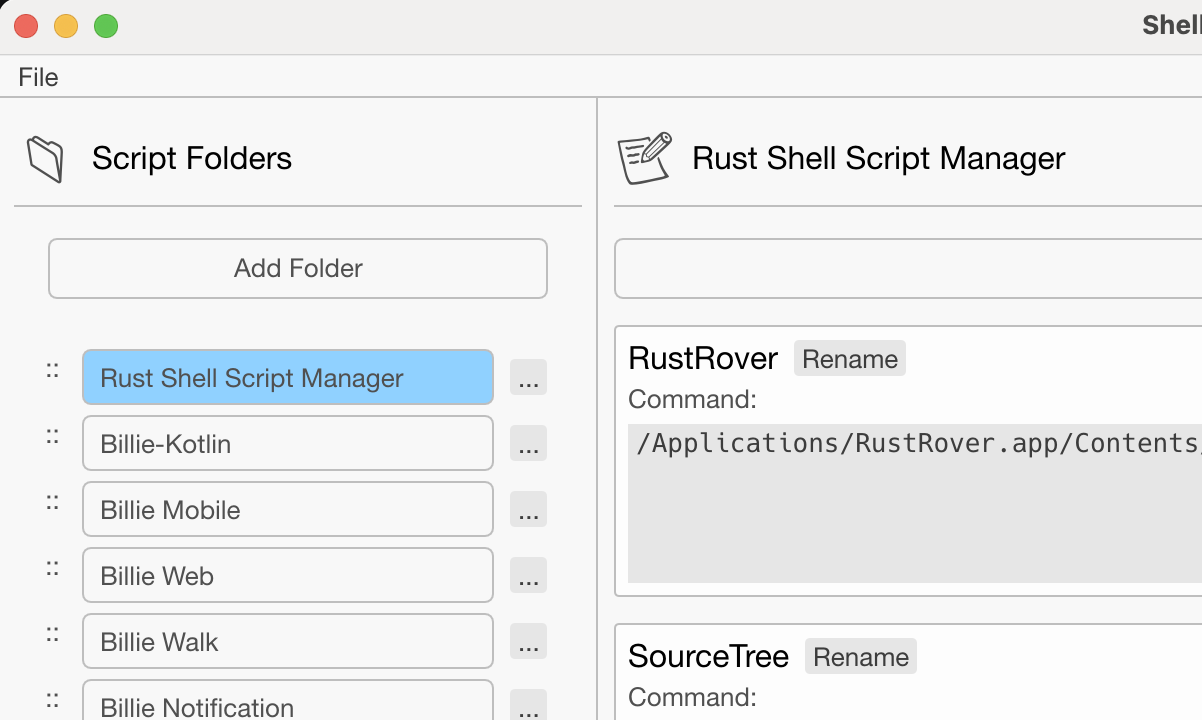 Shell
File
Script Folders
Add Folder
::
Rust Shell Script Manager
...
::
Billie-Kotlin
...
::
Billie Mobile
...
::
Billie Web
...
::
Billie Walk
...
::
Billie Notification
...
Rust Shell Script Manager
RustRover
Rename
Command:
/Applications/RustRover.app/Contents/
SourceTree
Rename
Command: